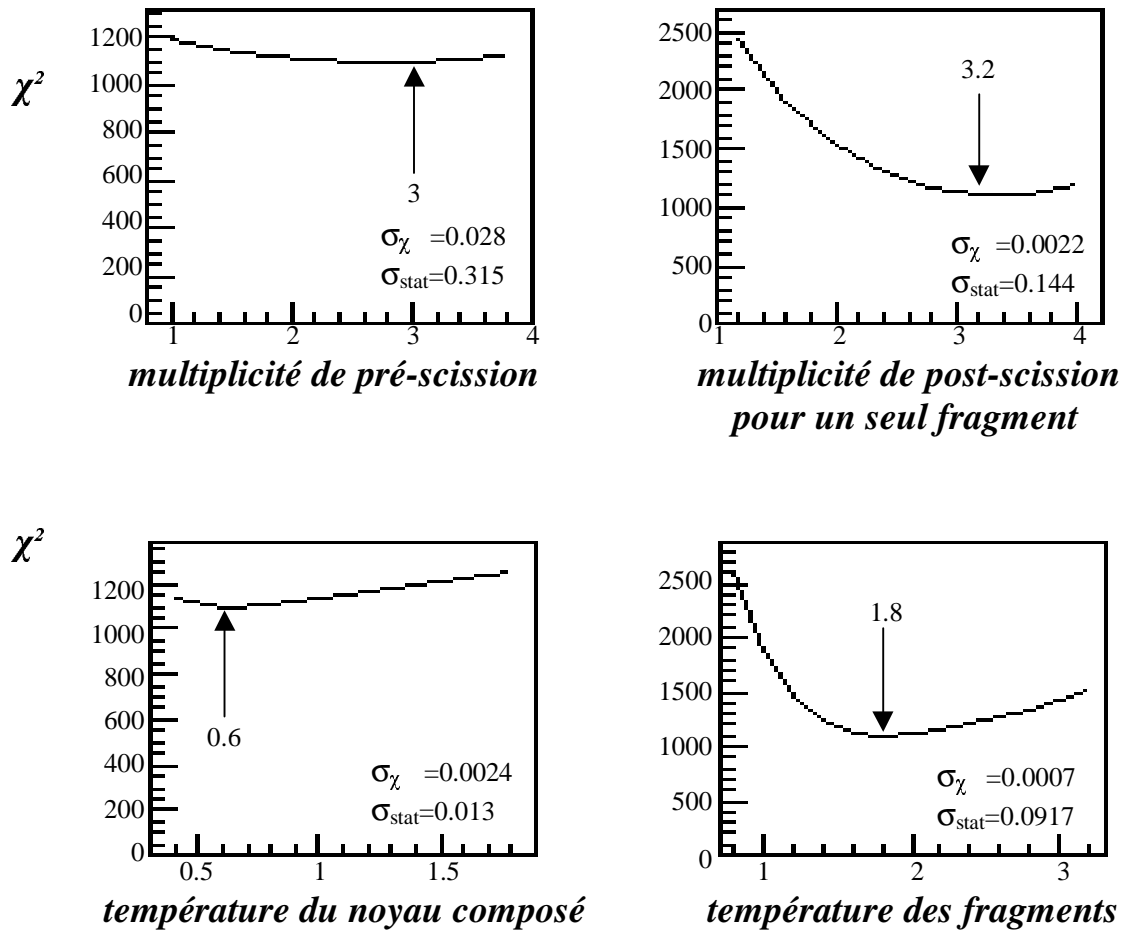 χ²
1200
1000
800
600
400
200
0
3
σχ =0.028
σstat=0.315
1 2 3 4
multiplicité de pré-scission
2500
2000
1500
1000
500
0
3.2
σχ =0.0022
σstat=0.144
1 2 3 4
multiplicité de post-scission
pour un seul fragment
χ²
1200
1000
800
600
400
200
0
0.6
σχ =0.0024
σstat=0.013
0.5 1 1.5
température du noyau composé
2500
2000
1500
1000
500
0
1.8
σχ =0.0007
σstat=0.0917
1 2 3
température des fragments